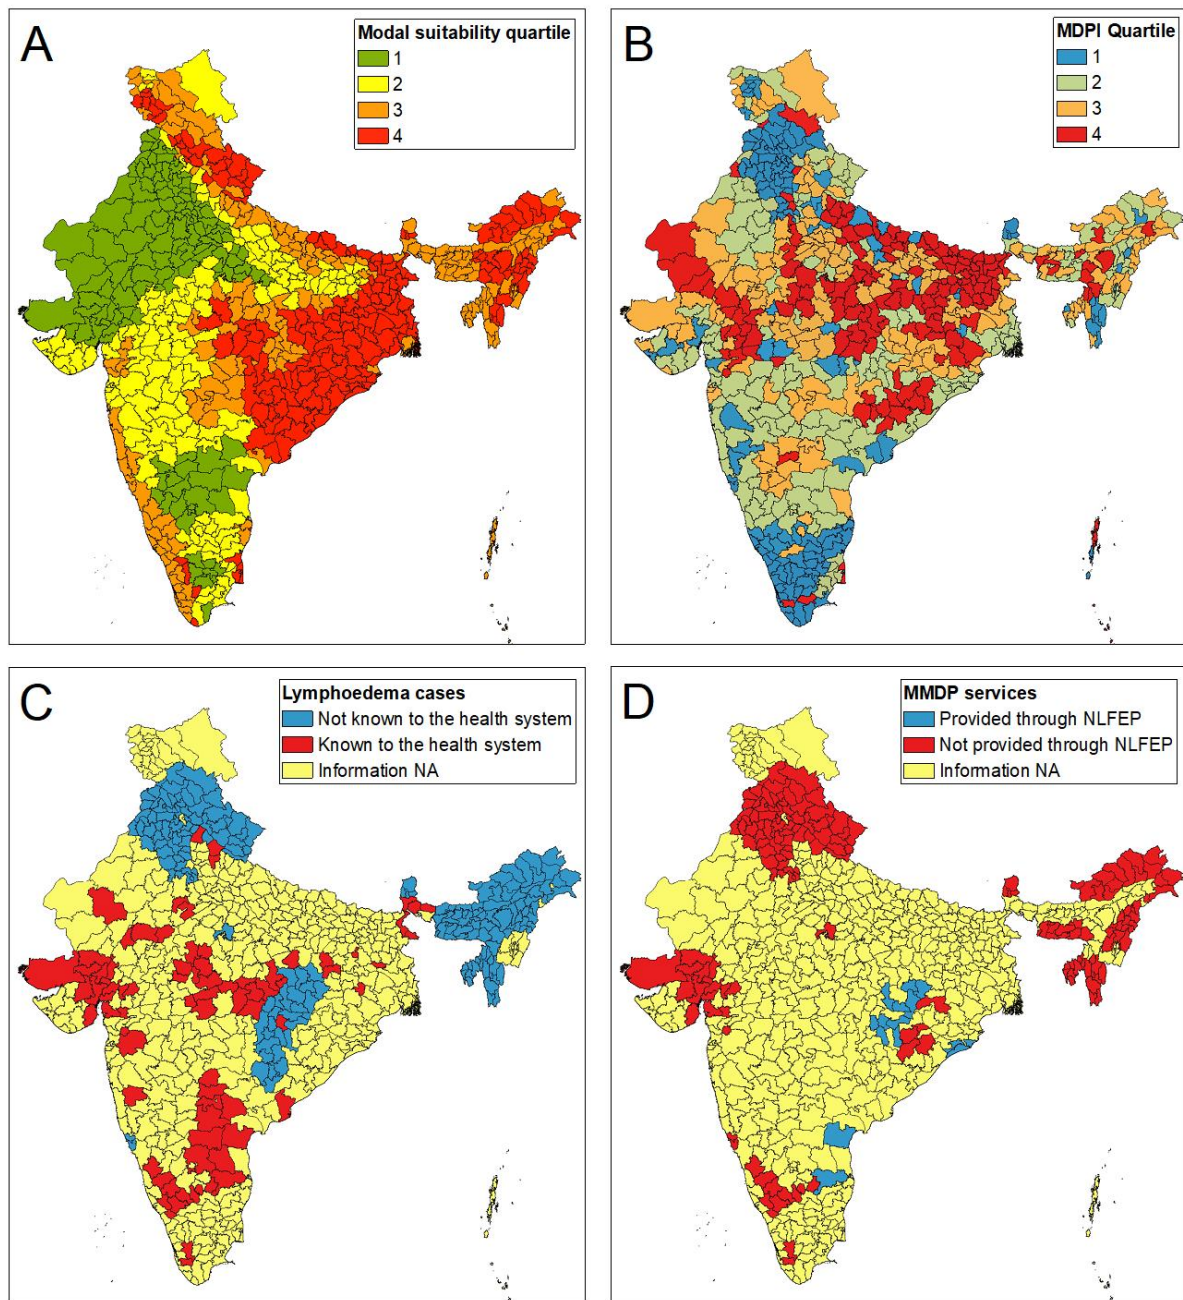 A
Modal suitability quartile
1
2
3
4
B
MDPI Quartile
1
2
3
4
C
Lymphoedema cases
Not known to the health system
Known to the health system
Information NA
D
MMDP services
Provided through NLFEP
Not provided through NLFEP
Information NA